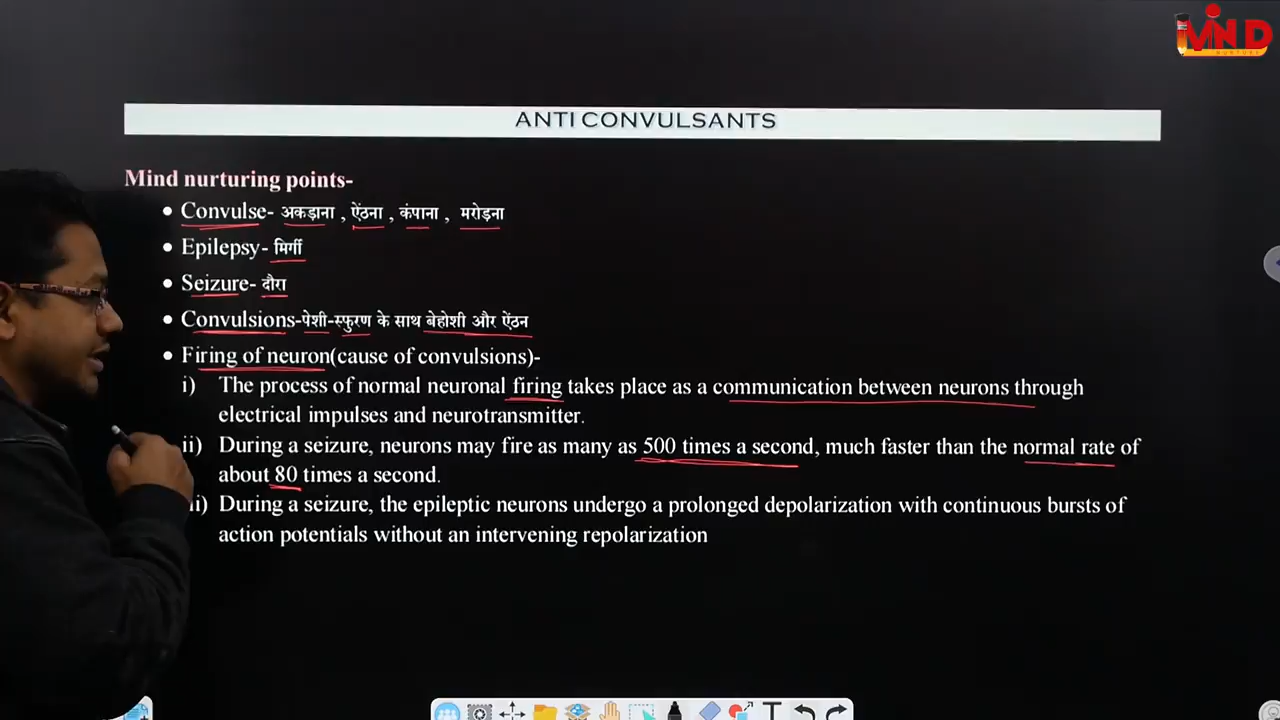 MIND
NURTURE
ANTI CONVULSANTS
Mind nurturing points-
• Convulse- अकड़ाना , ऐंठना , कंपाना , मरोड़ना
• Epilepsy- मिर्गी
• Seizure- दौरा
• Convulsions-पेशी-स्फुरण के साथ बेहोशी और ऐंठन
• Firing of neuron(cause of convulsions)-
i) The process of normal neuronal firing takes place as a communication between neurons through
electrical impulses and neurotransmitter.
ii) During a seizure, neurons may fire as many as 500 times a second, much faster than the normal rate of
about 80 times a second.
ii) During a seizure, the epileptic neurons undergo a prolonged depolarization with continuous bursts of
action potentials without an intervening repolarization
T